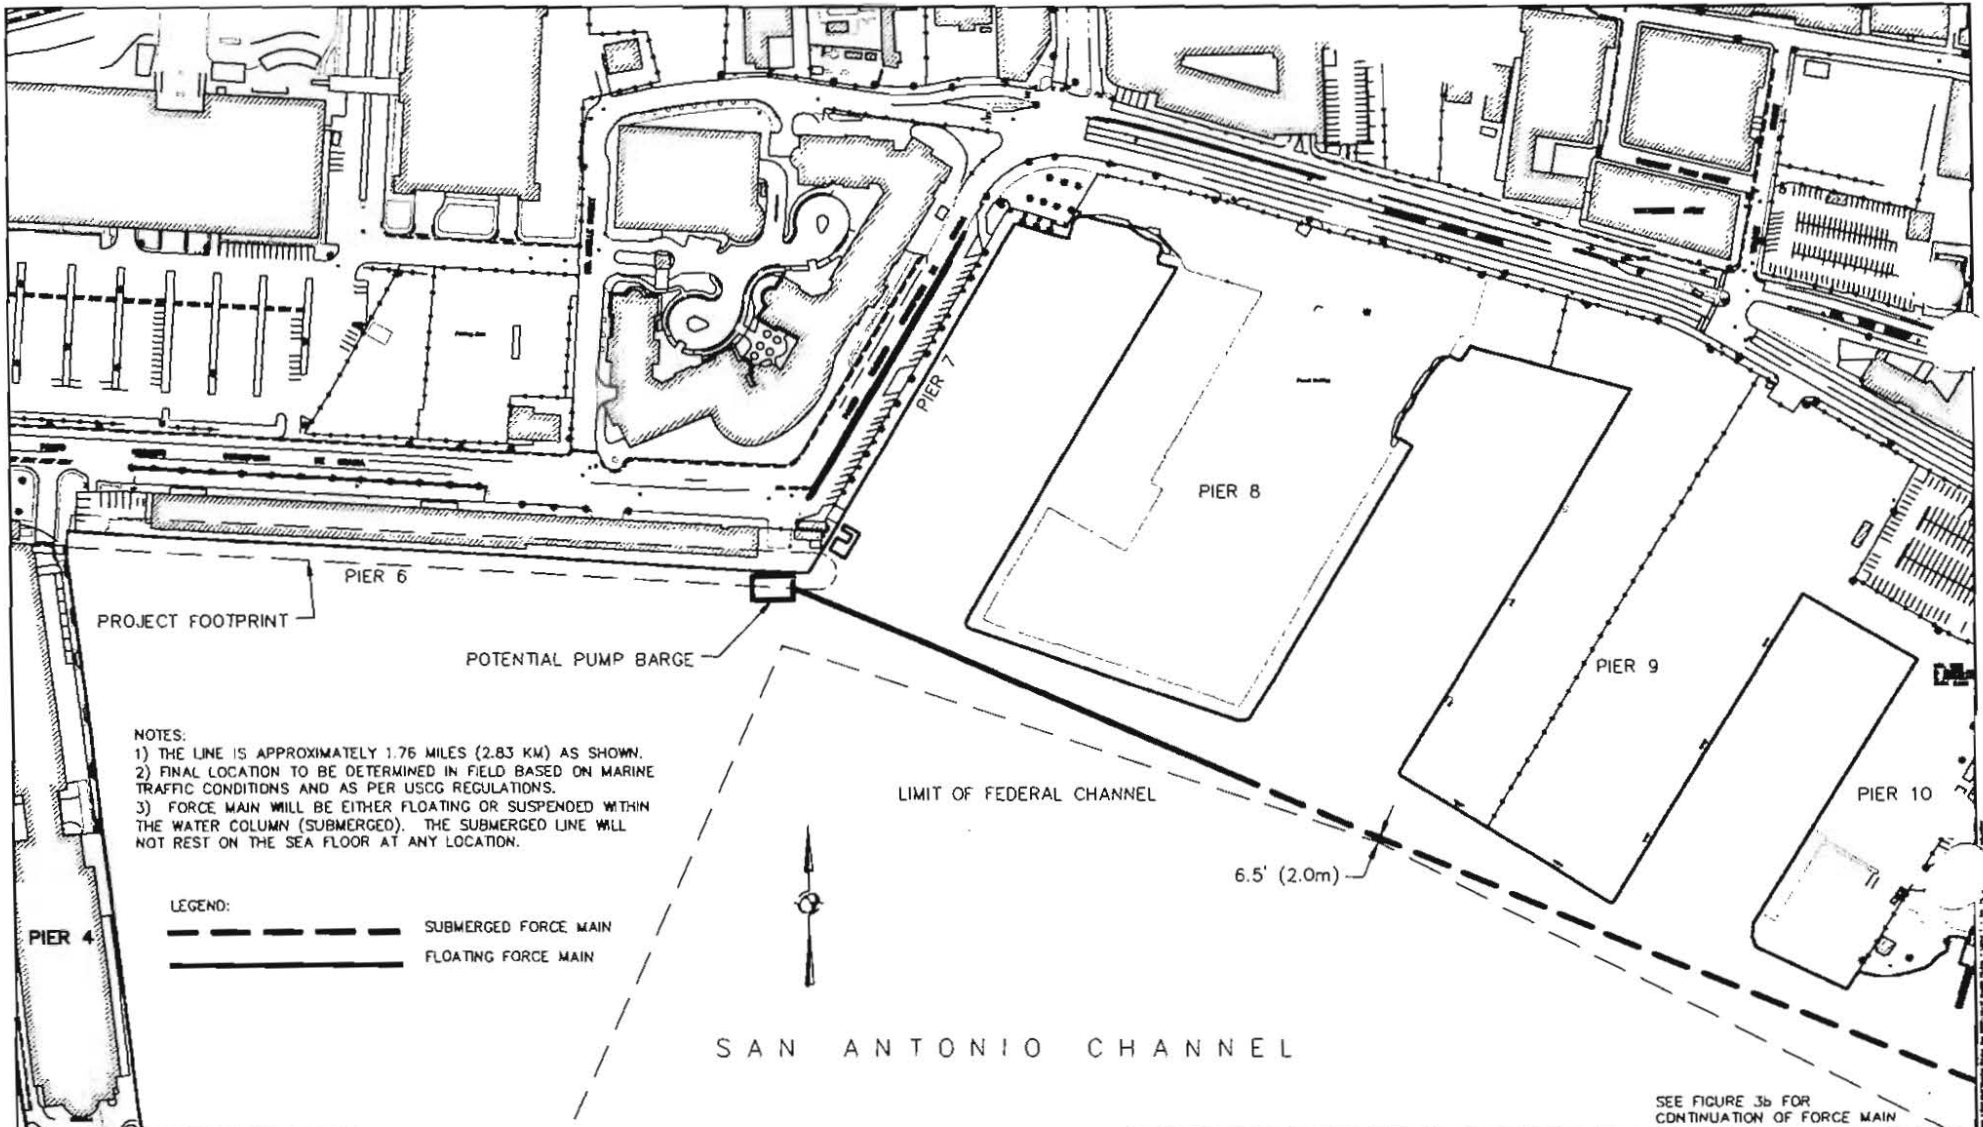 PIER 7
PIER 8
PIER 6
PROJECT FOOTPRINT
POTENTIAL PUMP BARGE
PIER 9
PIER 10
NOTES:
1) THE LINE IS APPROXIMATELY 1.76 MILES (2.83 KM) AS SHOWN.
2) FINAL LOCATION TO BE DETERMINED IN FIELD BASED ON MARINE
TRAFFIC CONDITIONS AND AS PER USCG REGULATIONS.
3) FORCE MAIN WILL BE EITHER FLOATING OR SUSPENDED WITHIN
THE WATER COLUMN (SUBMERGED). THE SUBMERGED LINE WILL
NOT REST ON THE SEA FLOOR AT ANY LOCATION.
LIMIT OF FEDERAL CHANNEL
6.5' (2.0m)
LEGEND:
SUBMERGED FORCE MAIN
FLOATING FORCE MAIN
PIER 4
SAN ANTONIO CHANNEL
SEE FIGURE 3b FOR
CONTINUATION OF FORCE MAIN